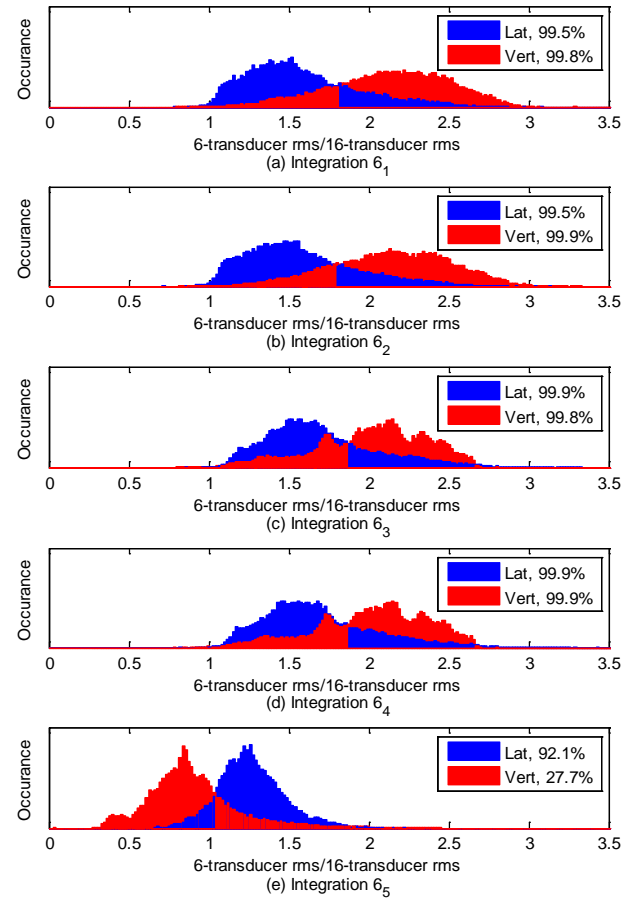 Occurance
Lat, 99.5%
Vert, 99.8%
0 0.5 1 1.5 2 2.5 3 3.5
6-transducer rms/16-transducer rms
(a) Integration 6_1
Occurance
Lat, 99.5%
Vert, 99.9%
0 0.5 1 1.5 2 2.5 3 3.5
6-transducer rms/16-transducer rms
(b) Integration 6_2
Occurance
Lat, 99.9%
Vert, 99.8%
0 0.5 1 1.5 2 2.5 3 3.5
6-transducer rms/16-transducer rms
(c) Integration 6_3
Occurance
Lat, 99.9%
Vert, 99.9%
0 0.5 1 1.5 2 2.5 3 3.5
6-transducer rms/16-transducer rms
(d) Integration 6_4
Occurance
Lat, 92.1%
Vert, 27.7%
0 0.5 1 1.5 2 2.5 3 3.5
6-transducer rms/16-transducer rms
(e) Integration 6_5